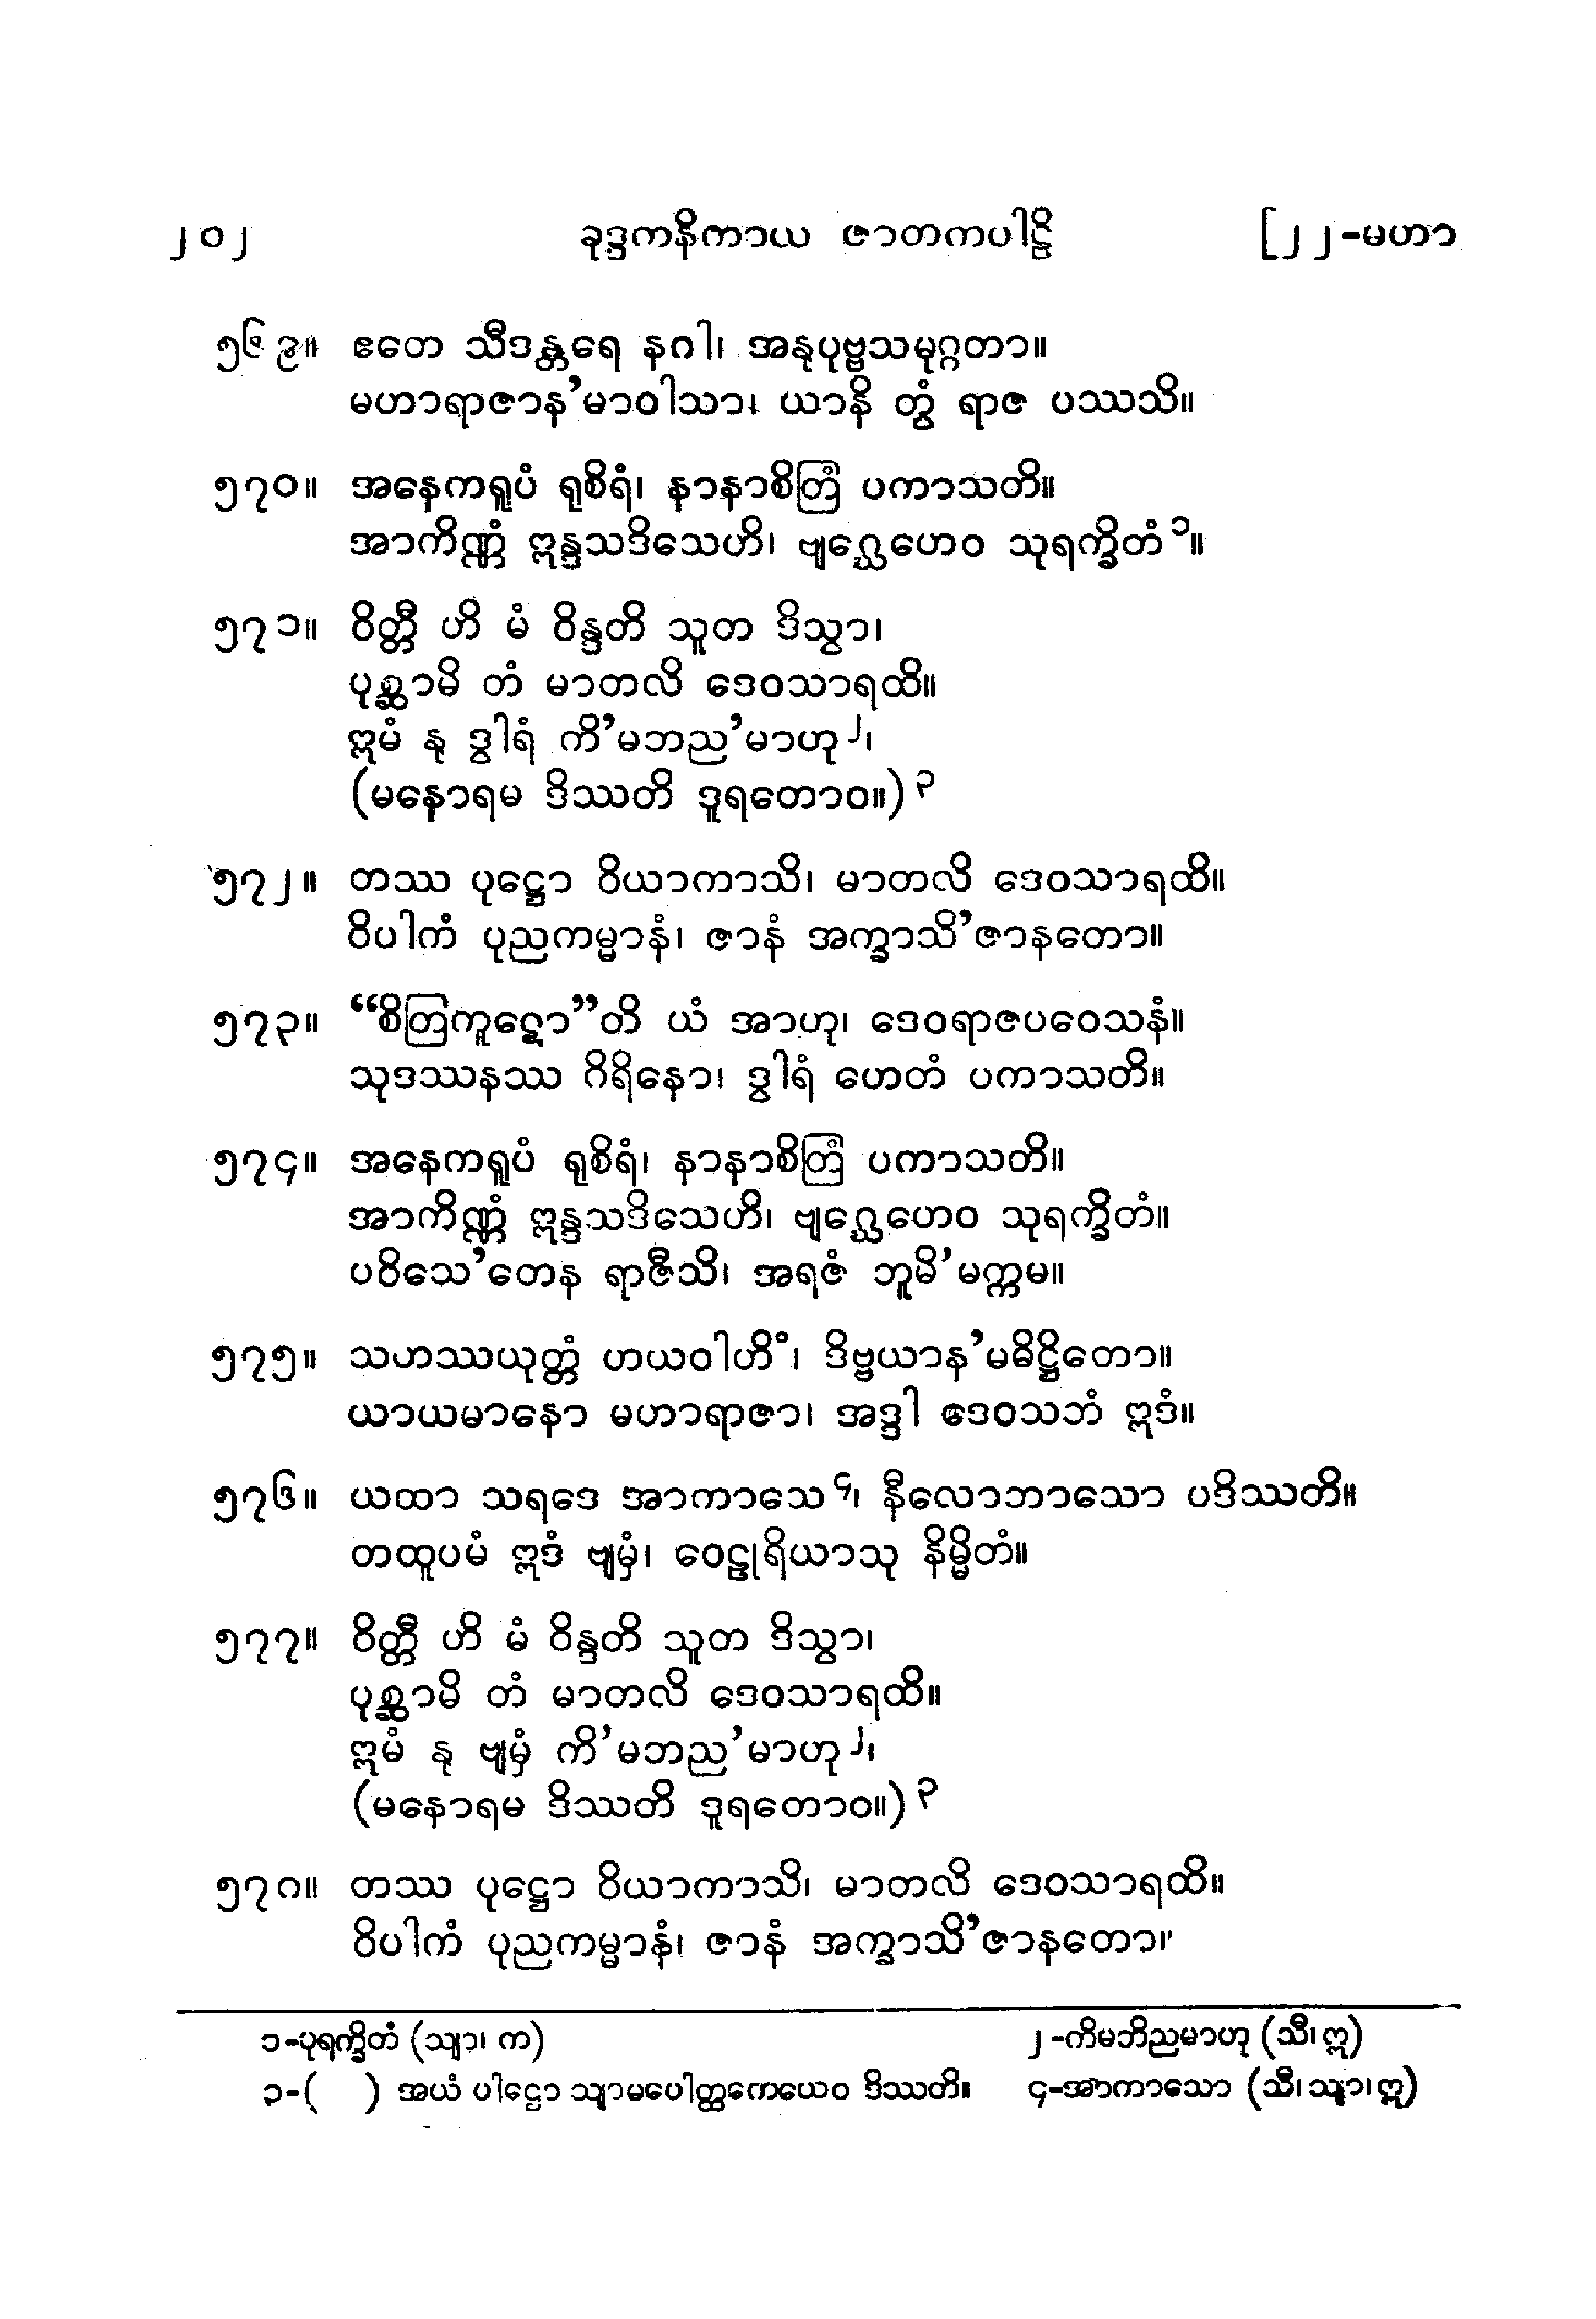 ၂၀၂ ခုဒ္ဒကနိကာယ ဇာတကပါဠိ [၂၂-မဟာ
၅၆၉။ ဧတေ သီဒန္တရေ နဂါ၊ အနုပုဗ္ဗသမုဂ္ဂတာ။
မဟာရာဇာန’မာဝါသာ၊ ယာနိ တွံ ရာဇ ပဿသိ။
၅၇၀။ အနေကရူပံ ရုစိရံ၊ နာနာစိတြံ ပကာသတိ။
အာကိဏ္ဏံ ဣန္ဒသဒိသေဟိ၊ ဗျဂ္ဃေဟေဝ သုရက္ခိတံ ၁။
၅၇၁။ ဝိတ္တီ ဟိ မံ ဝိန္ဒတိ သူတ ဒိသွာ၊
ပုစ္ဆာမိ တံ မာတလိ ဒေဝသာရထိ။
ဣမံ နု ဒွါရံ ကိ’မဘည’မာဟု ၂၊
(မနောရမ ဒိဿတိ ဒူရတောဝ။) ၃
၅၇၂။ တဿ ပုဋ္ဌော ဝိယာကာသိ၊ မာတလိ ဒေဝသာရထိ။
ဝိပါကံ ပုညကမ္မာနံ၊ ဇာနံ အက္ခာသိ’ဇာနတော။
၅၇၃။ “စိတြကူဋော”တိ ယံ အာဟု၊ ဒေဝရာဇပဝေသနံ။
သုဒဿနဿ ဂိရိနော၊ ဒွါရံ ဟေတံ ပကာသတိ။
၅၇၄။ အနေကရူပံ ရုစိရံ၊ နာနာစိတြံ ပကာသတိ။
အာကိဏ္ဏံ ဣန္ဒသဒိသေဟိ၊ ဗျဂ္ဃေဟေဝ သုရက္ခိတံ။
ပဝိသေ’တေန ရာဇီသိ၊ အရဇံ ဘူမိ’မက္ကမ။
၅၇၅။ သဟဿယုတ္တံ ဟယဝါဟိံ၊ ဒိဗ္ဗယာန’မဓိဋ္ဌိတော။
ယာယမာနော မဟာရာဇာ၊ အဒ္ဒါ ဒေဝသဘံ ဣဒံ။
၅၇၆။ ယထာ သရဒေ အာကာသေ ၄၊ နီလောဘာသော ပဒိဿတိ။
တထူပမံ ဣဒံ ဗျမှံ၊ ဝေဠုရိယာသု နိမ္မိတံ။
၅၇၇။ ဝိတ္တီ ဟိ မံ ဝိန္ဒတိ သူတ ဒိသွာ၊
ပုစ္ဆာမိ တံ မာတလိ ဒေဝသာရထိ။
ဣမံ နု ဗျမှံ ကိ’မဘည’မာဟု ၂၊
(မနောရမ ဒိဿတိ ဒူရတောဝ။) ၃
၅၇၈။ တဿ ပုဋ္ဌော ဝိယာကာသိ၊ မာတလိ ဒေဝသာရထိ။
ဝိပါကံ ပုညကမ္မာနံ၊ ဇာနံ အက္ခာသိ’ဇာနတော။
၁-ပုရက္ခိတံ (သျာ၊ က) ၂-ကိမဘိညမာဟု (သီ၊ ဣ)
၃-( ) အယံ ပါဌော သျာမပေါတ္ထကေယေဝ ဒိဿတိ။ ၄-အာကာသော (သီ၊ သျာ၊ ဣ)